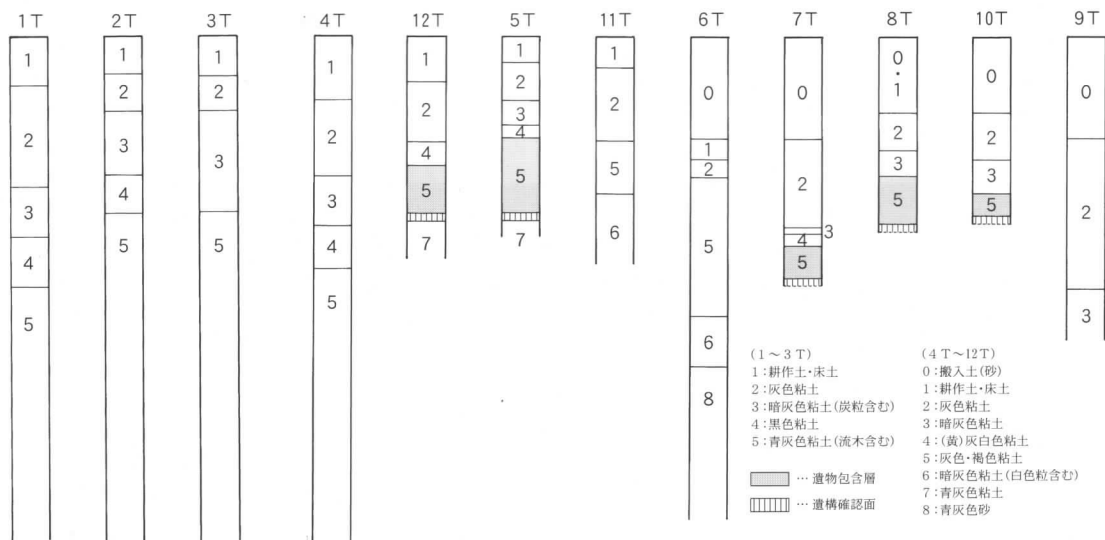 1T 2T 3T 4T 12T 5T 11T 6T 7T 8T 10T 9T
1
2
3
4
5
1
2
3
4
5
1
2
3
5
1
2
3
4
5
1
2
4
5
7
1
2
3
4
5
7
1
2
5
6
0
1
2
5
6
8
0
2
3
4
5
0・1
2
3
5
0
2
3
5
0
2
3
(1～3T)
1:耕作土・床土
2:灰色粘土
3:暗灰色粘土(炭粒含む)
4:黒色粘土
5:青灰色粘土(流木含む)
… 遺物包含層
… 遺構確認面
(4T～12T)
0:搬入土(砂)
1:耕作土・床土
2:灰色粘土
3:暗灰色粘土
4:(黄)灰白色粘土
5:灰色・褐色粘土
6:暗灰色粘土(白色粒含む)
7:青灰色粘土
8:青灰色砂